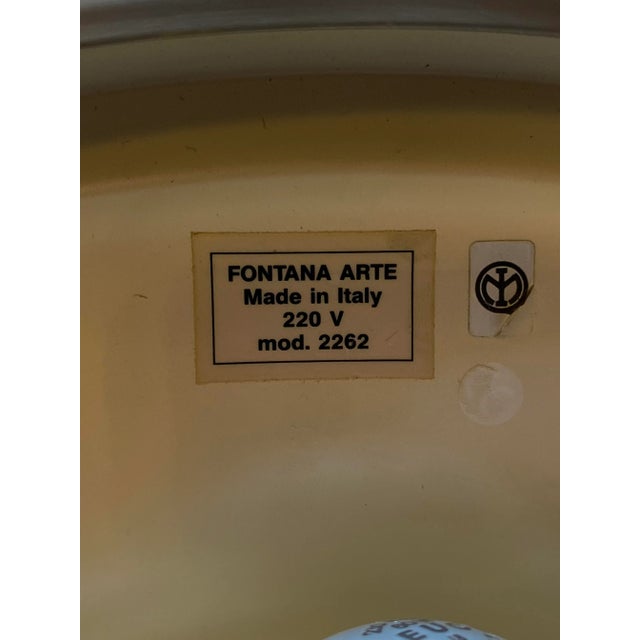 FONTANA ARTE
Made in Italy
220 V
mod. 2262